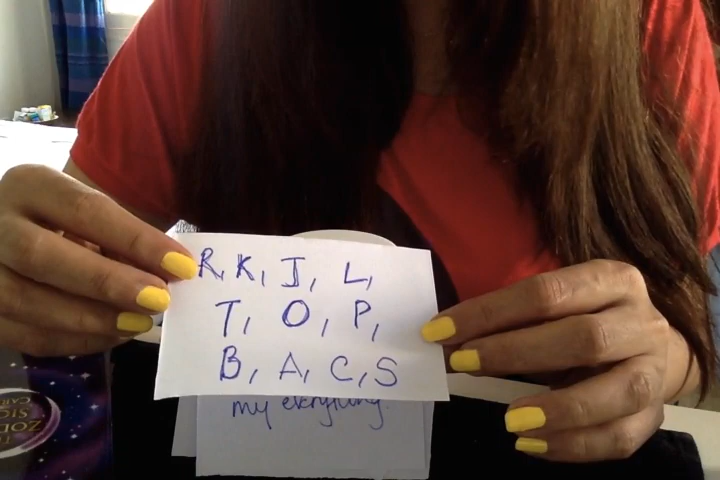 R, K, J, L,
T, O, P,
B, A, C, S
my everything.